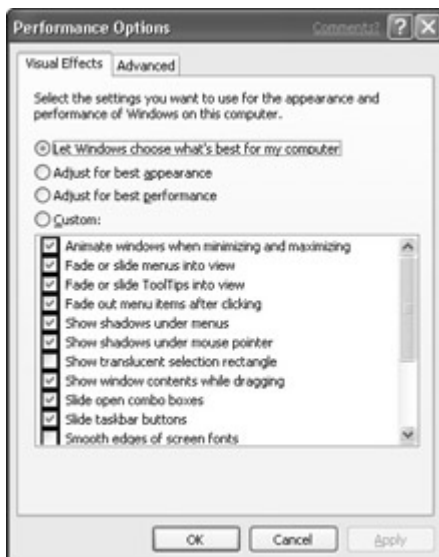 Performance Options
Comments?
Visual Effects
Advanced
Select the settings you want to use for the appearance and
performance of Windows on this computer.
Let Windows choose what's best for my computer
Adjust for best appearance
Adjust for best performance
Custom:
Animate windows when minimizing and maximizing
Fade or slide menus into view
Fade or slide ToolTips into view
Fade out menu items after clicking
Show shadows under menus
Show shadows under mouse pointer
Show translucent selection rectangle
Show window contents while dragging
Slide open combo boxes
Slide taskbar buttons
Smooth edges of screen fonts
OK
Cancel
Apply